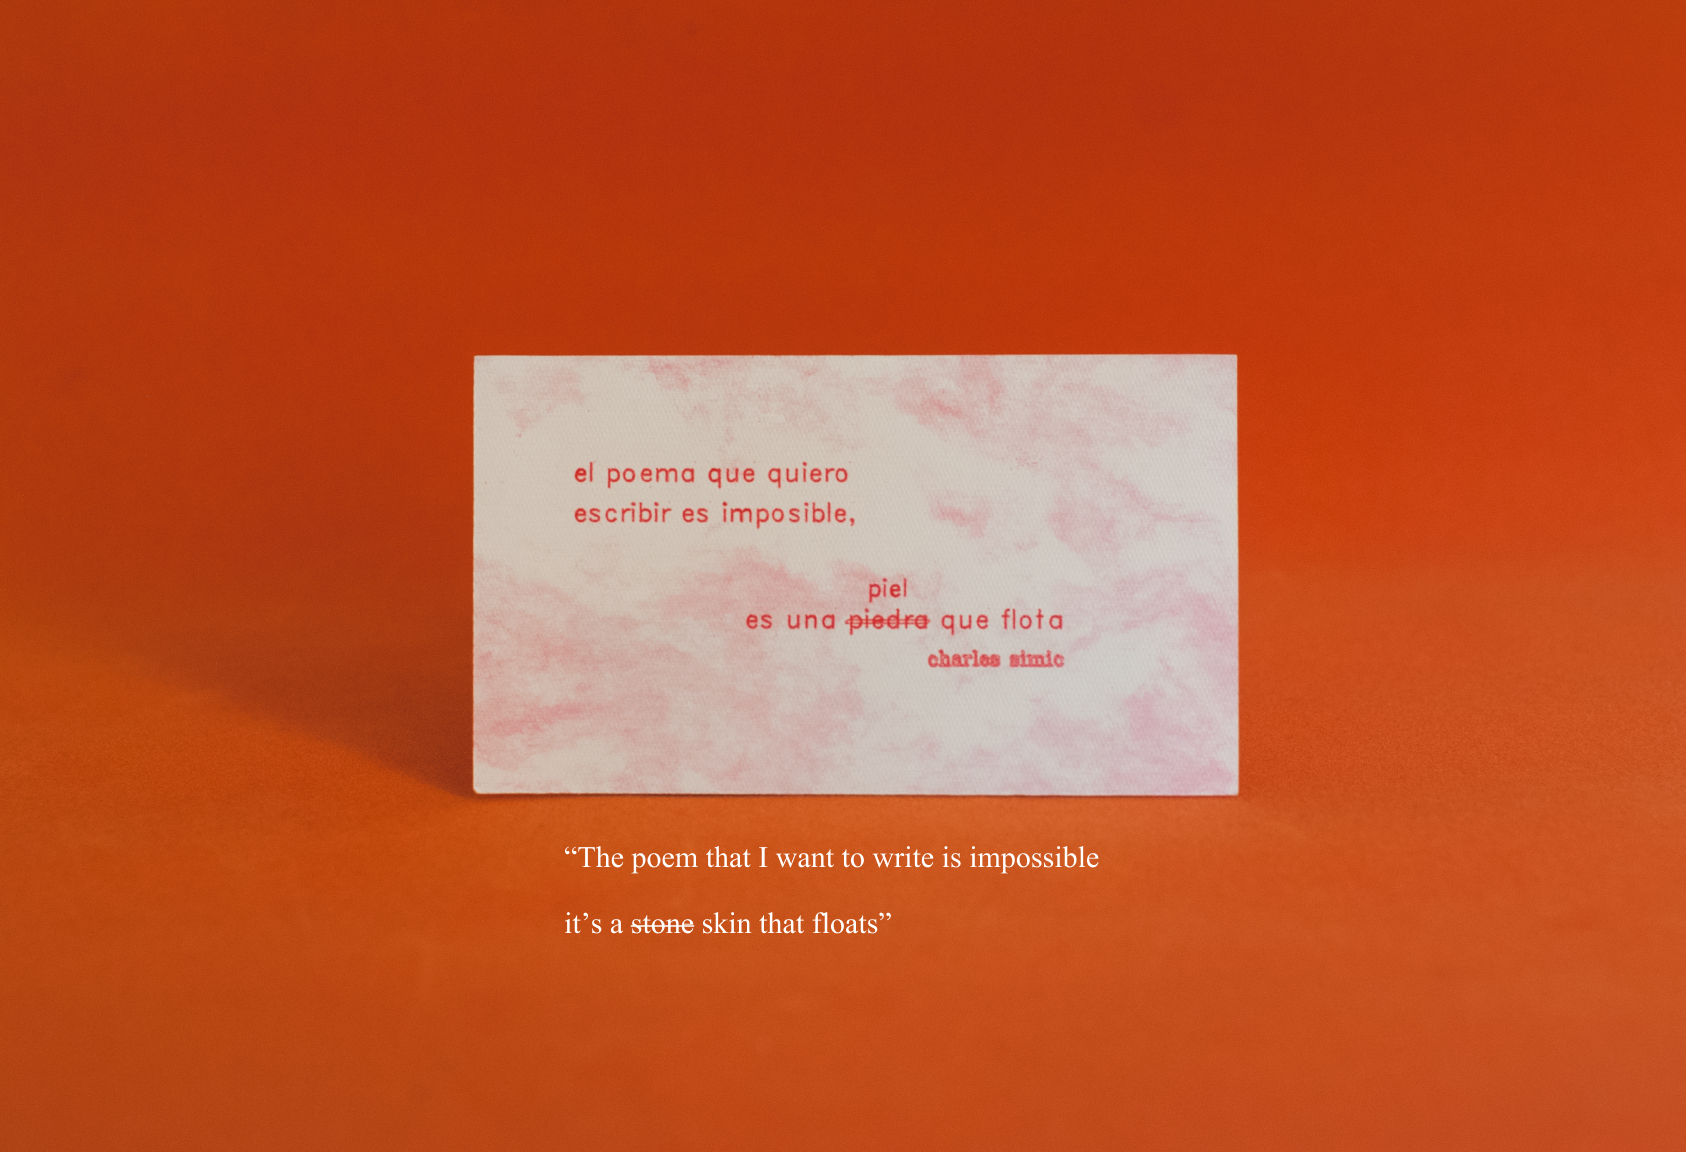 el poema que quiero
escribir es imposible,
piel
es una piedra que flota
charles simic
“The poem that I want to write is impossible
it’s a stone skin that floats”